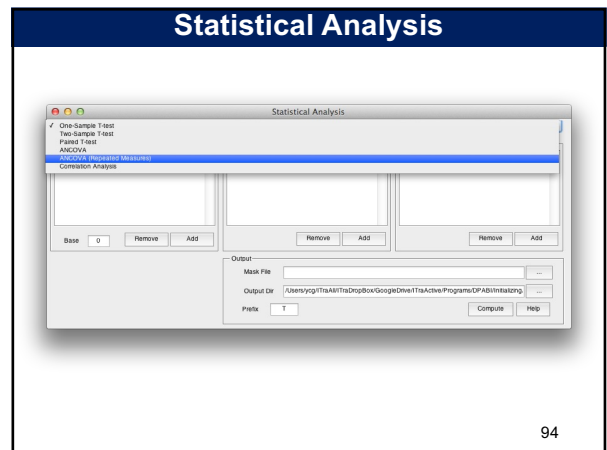 Statistical Analysis
Statistical Analysis
✓ One-Sample T-test
Two-Sample T-test
Paired T-test
ANCOVA
ANCOVA (Repeated Measures)
Correlation Analysis
Base 0 Remove Add
Remove Add
Remove Add
Output
Mask File ...
Output Dir /Users/ycg/ITraAll/ITraDropBox/GoogleDrive/ITraActive/Programs/DPABI/Initializing. ...
Prefix T Compute Help
94